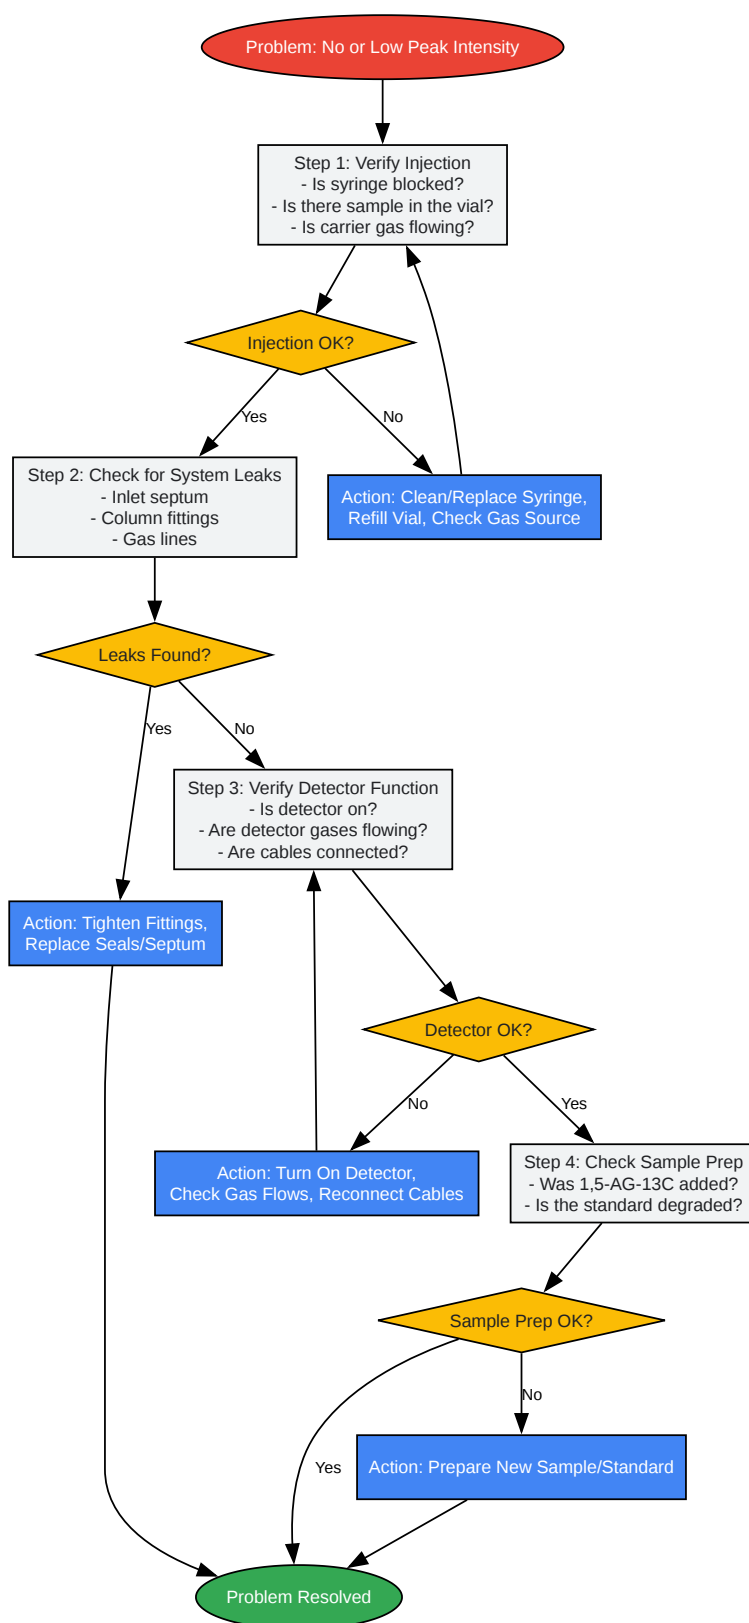 Problem: No or Low Peak Intensity
Step 1: Verify Injection
- Is syringe blocked?
- Is there sample in the vial?
- Is carrier gas flowing?
Injection OK?
Yes
No
Step 2: Check for System Leaks
- Inlet septum
- Column fittings
- Gas lines
Action: Clean/Replace Syringe,
Refill Vial, Check Gas Source
Leaks Found?
Yes
No
Step 3: Verify Detector Function
- Is detector on?
- Are detector gases flowing?
- Are cables connected?
Action: Tighten Fittings,
Replace Seals/Septum
Detector OK?
No
Yes
Action: Turn On Detector,
Check Gas Flows, Reconnect Cables
Step 4: Check Sample Prep
- Was 1,5-AG-13C added?
- Is the standard degraded?
Sample Prep OK?
No
Yes
Action: Prepare New Sample/Standard
Problem Resolved